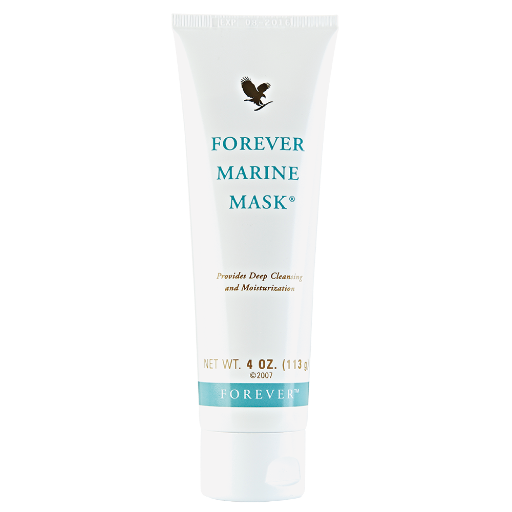 FOREVER
MARINE
MASK®
Provides Deep Cleansing
and Moisturization
NET WT. 4 OZ. (113 g)
©2007
FOREVER™